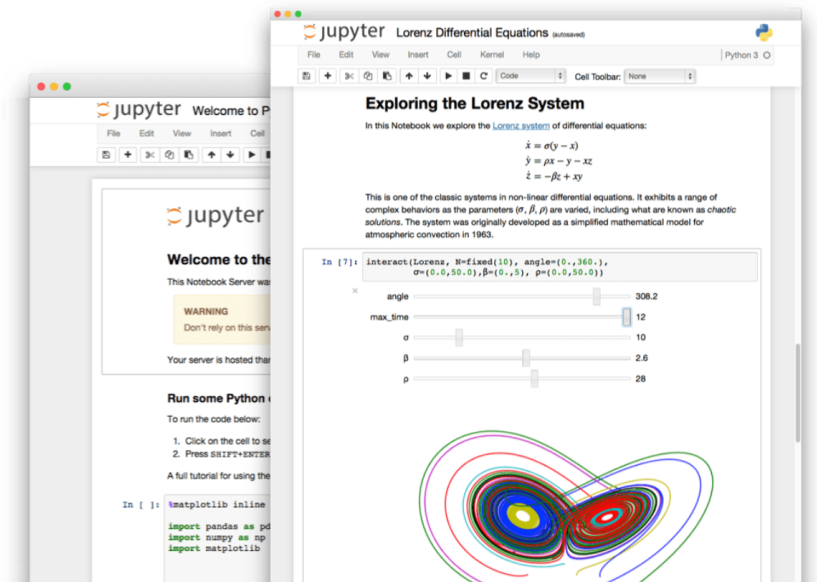 jupyter Lorenz Differential Equations (autosaved)
File Edit View Insert Cell Kernel Help Python 3
Code Cell Toolbar: None
Exploring the Lorenz System
In this Notebook we explore the Lorenz system of differential equations:
ẋ = σ(y − x)
ẏ = ρx − y − xz
ż = −βz + xy
This is one of the classic systems in non-linear differential equations. It exhibits a range of
complex behaviors as the parameters (σ, β, ρ) are varied, including what are known as chaotic
solutions. The system was originally developed as a simplified mathematical model for
atmospheric convection in 1963.
In [7]: interact(Lorenz, N=fixed(10), angle=(0.,360.),
σ=(0.0,50.0),β=(0.,5), ρ=(0.0,50.0))
angle 308.2
max_time 12
σ 10
β 2.6
ρ 28
jupyter Welcome to P
File Edit View Insert Cell
jupyter
Welcome to the
This Notebook Server was
WARNING
Don't rely on this serv
Your server is hosted than
Run some Python
To run the code below:
1. Click on the cell to se
2. Press SHIFT+ENTER
A full tutorial for using the
In [ ]: %matplotlib inline
import pandas as pd
import numpy as np
import matplotlib